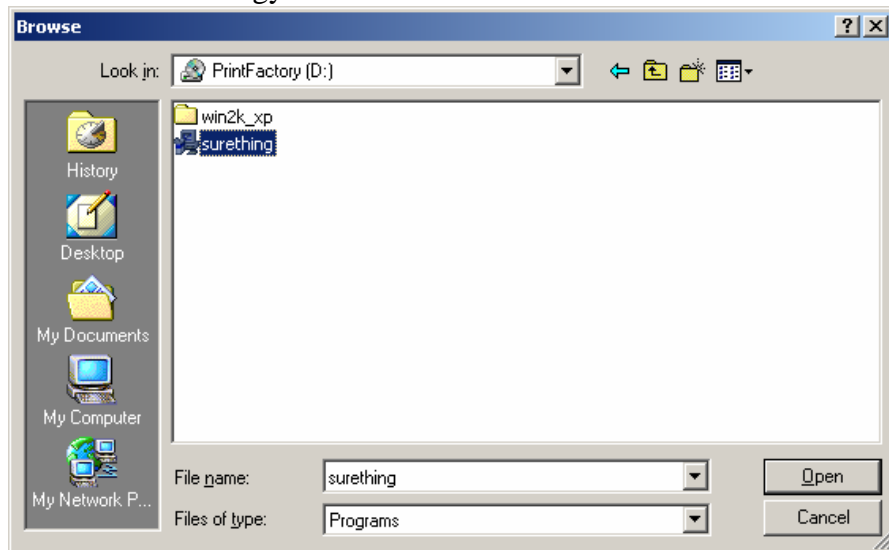 Browse
Look in: PrintFactory (D:)
win2k_xp
surething
History
Desktop
My Documents
My Computer
My Network P...
File name: surething Open
Files of type: Programs Cancel